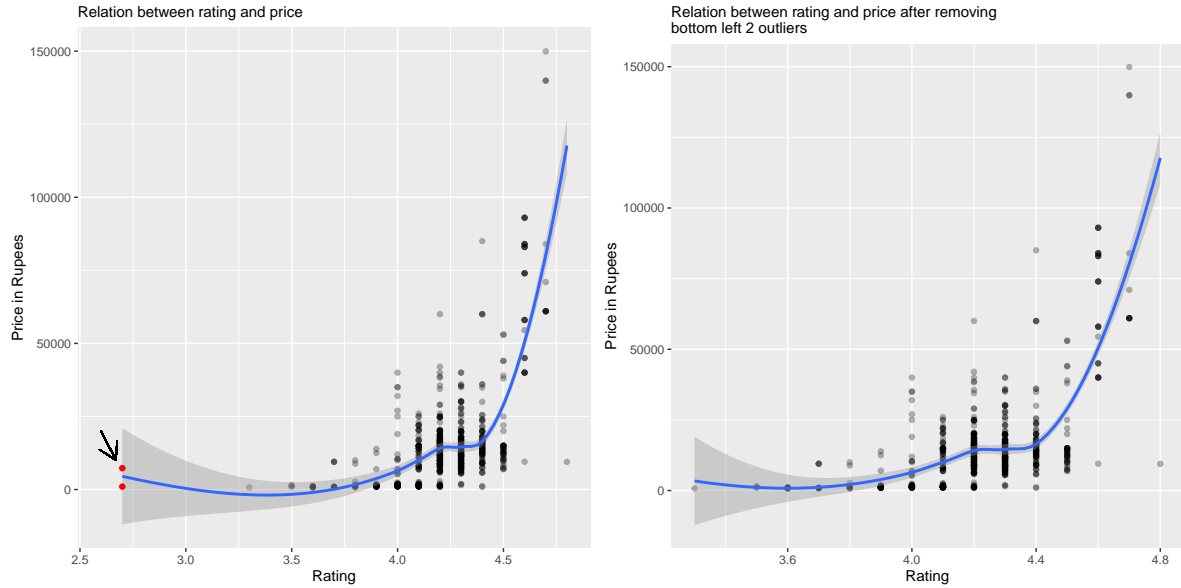 Relation between rating and price
150000
100000
50000
0
Price in Rupees
2.5 3.0 3.5 4.0 4.5
Rating
Relation between rating and price after removing
bottom left 2 outliers
150000
100000
50000
0
Price in Rupees
3.6 4.0 4.4 4.8
Rating